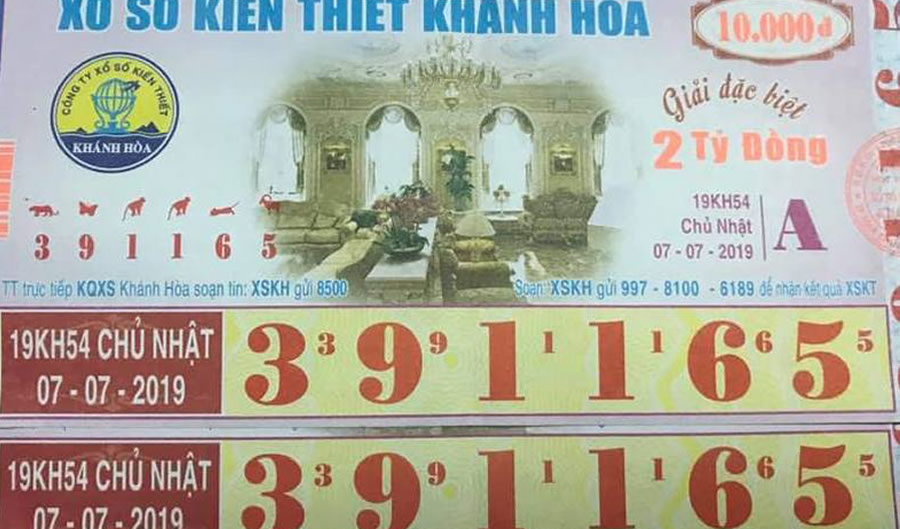 XỔ SỐ KIẾN THIẾT KHÁNH HÒA
10.000đ
CÔNG TY XỔ SỐ KIẾN THIẾT
KHÁNH HÒA
Giải đặc biệt
2 Tỷ Đồng
19KH54
Chủ Nhật
07-07-2019
A
3 9 1 1 6 5
TT trực tiếp KQXS Khánh Hòa soạn tin: XSKH gửi 8500
Soạn: XSKH gửi 997 - 8100 - 6189 để nhận kết quả XSKT
19KH54 CHỦ NHẬT
07 - 07 - 2019
3 3 9 9 1 1 1 1 6 6 5 5
19KH54 CHỦ NHẬT
07 - 07 - 2019
3 3 9 9 1 1 1 1 6 6 5 5